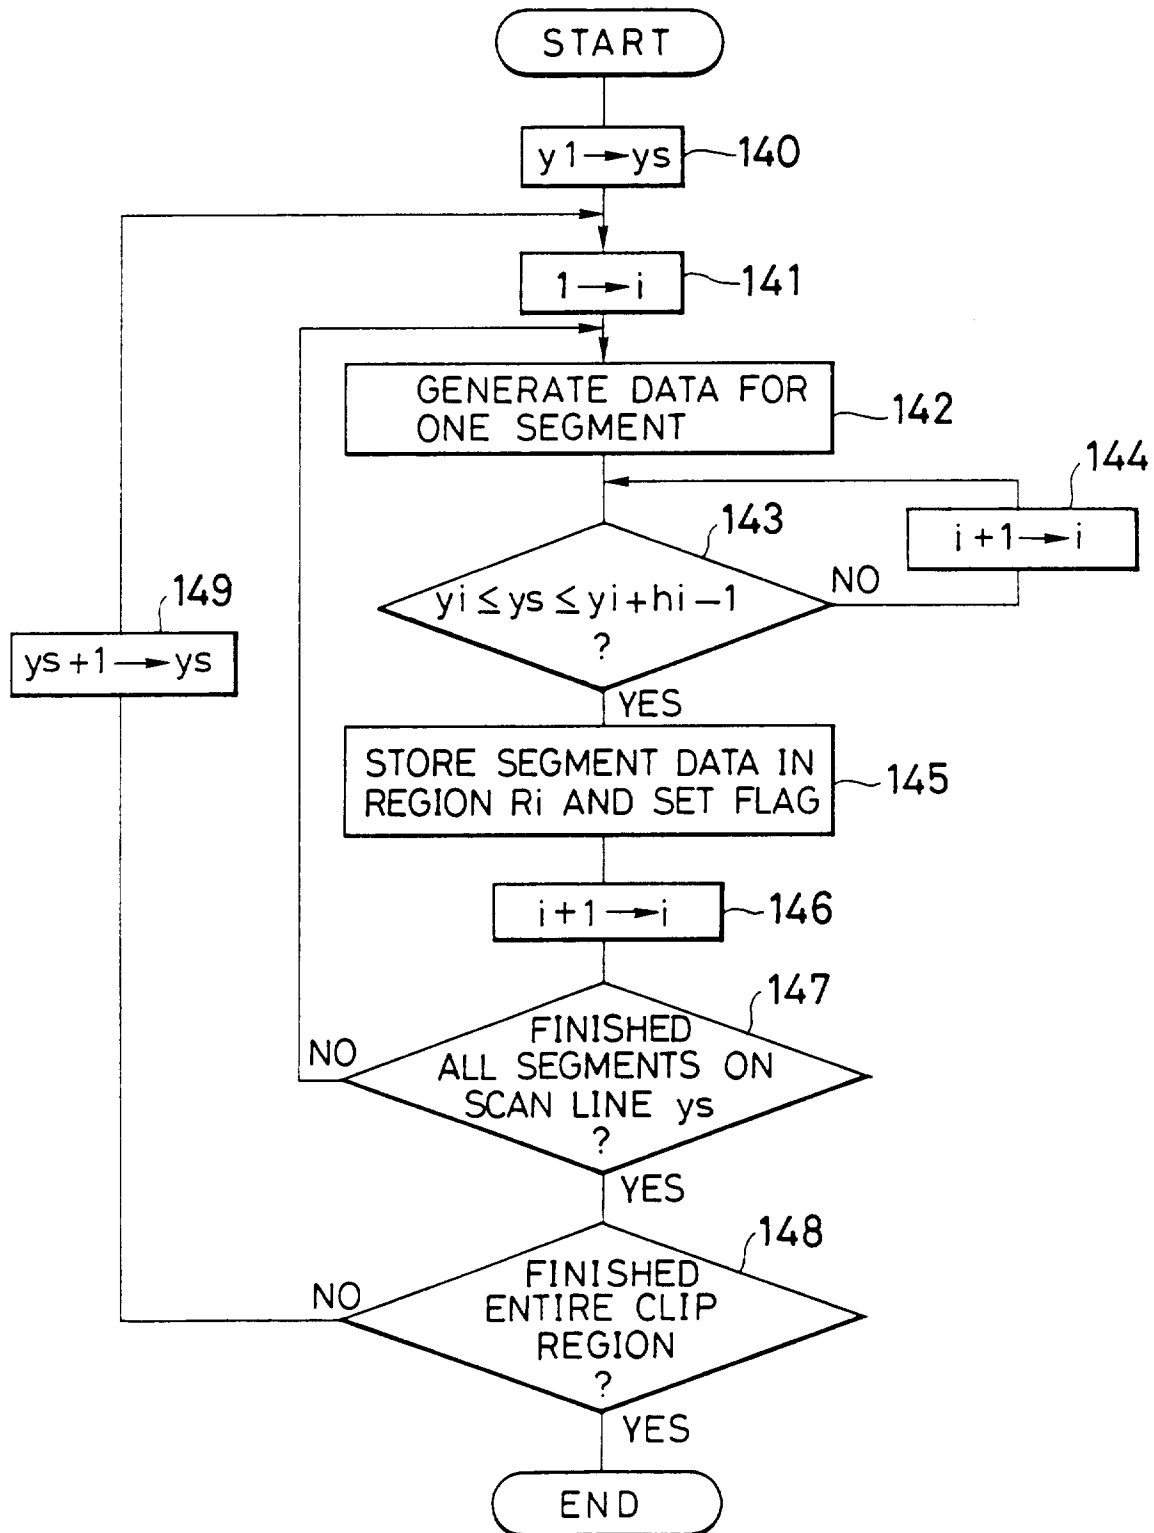 START
y1→ys
140
1→i
141
GENERATE DATA FOR
ONE SEGMENT
142
144
i+1→i
143
yi≤ys≤yi+hi−1
?
NO
YES
149
ys+1→ys
STORE SEGMENT DATA IN
REGION Ri AND SET FLAG
145
i+1→i
146
147
FINISHED
ALL SEGMENTS ON
SCAN LINE ys
?
NO
YES
148
FINISHED
ENTIRE CLIP
REGION
?
NO
YES
END